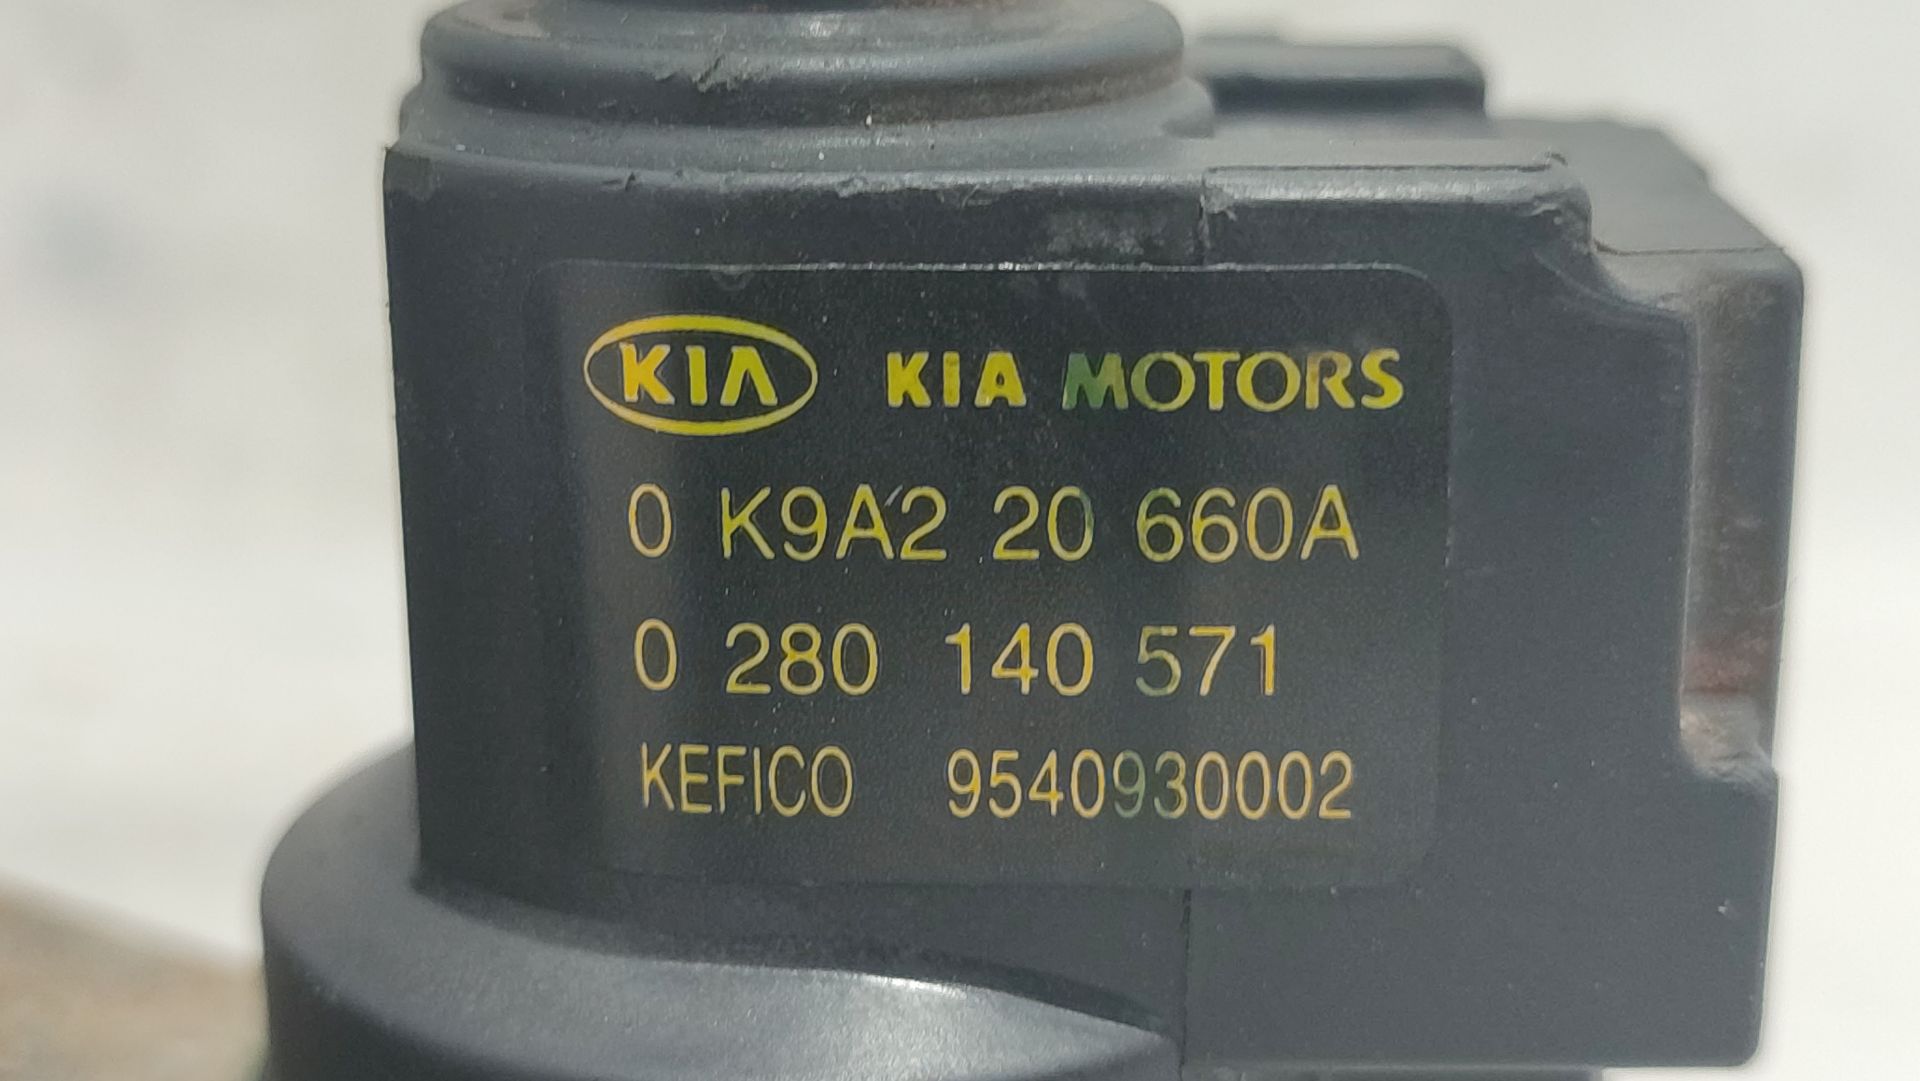 KIA KIA MOTORS
0 K9A2 20 660A
0 280 140 571
KEFICO 9540930002